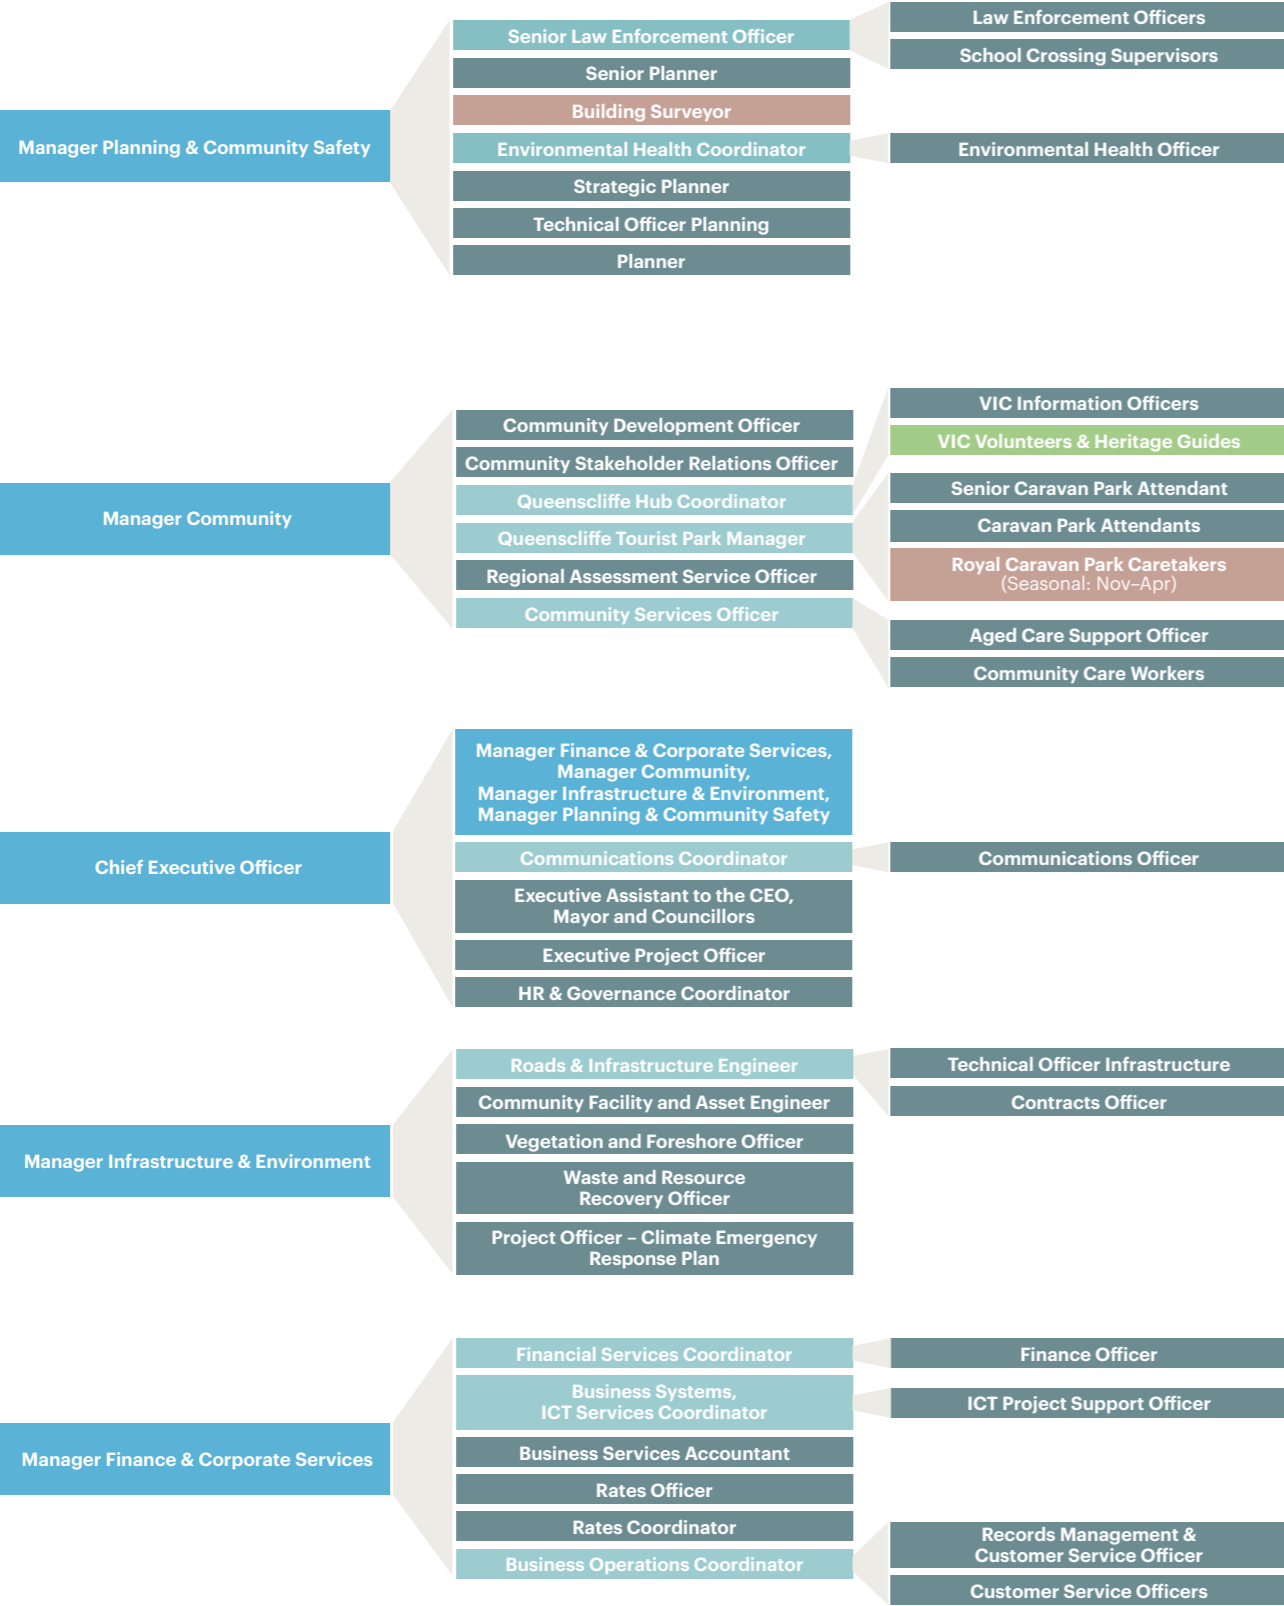 Manager Planning & Community Safety
Senior Law Enforcement Officer
Senior Planner
Building Surveyor
Environmental Health Coordinator
Strategic Planner
Technical Officer Planning
Planner
Law Enforcement Officers
School Crossing Supervisors
Environmental Health Officer
Manager Community
Community Development Officer
Community Stakeholder Relations Officer
Queenscliffe Hub Coordinator
Queenscliffe Tourist Park Manager
Regional Assessment Service Officer
Community Services Officer
VIC Information Officers
VIC Volunteers & Heritage Guides
Senior Caravan Park Attendant
Caravan Park Attendants
Royal Caravan Park Caretakers
(Seasonal: Nov–Apr)
Aged Care Support Officer
Community Care Workers
Chief Executive Officer
Manager Finance & Corporate Services,
Manager Community,
Manager Infrastructure & Environment,
Manager Planning & Community Safety
Communications Coordinator
Executive Assistant to the CEO,
Mayor and Councillors
Executive Project Officer
HR & Governance Coordinator
Communications Officer
Manager Infrastructure & Environment
Roads & Infrastructure Engineer
Community Facility and Asset Engineer
Vegetation and Foreshore Officer
Waste and Resource
Recovery Officer
Project Officer – Climate Emergency
Response Plan
Technical Officer Infrastructure
Contracts Officer
Manager Finance & Corporate Services
Financial Services Coordinator
Business Systems,
ICT Services Coordinator
Business Services Accountant
Rates Officer
Rates Coordinator
Business Operations Coordinator
Finance Officer
ICT Project Support Officer
Records Management &
Customer Service Officer
Customer Service Officers